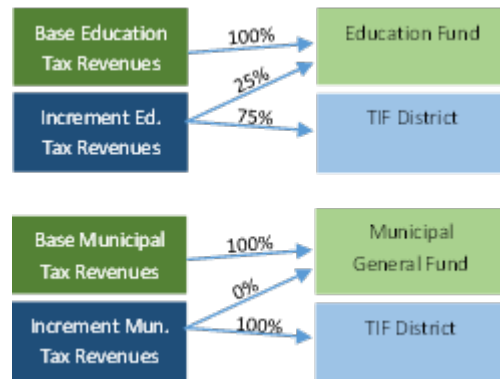 Base Education
Tax Revenues
100%
Education Fund
25%
Increment Ed.
Tax Revenues
75%
TIF District
Base Municipal
Tax Revenues
100%
Municipal
General Fund
0%
Increment Mun.
Tax Revenues
100%
TIF District